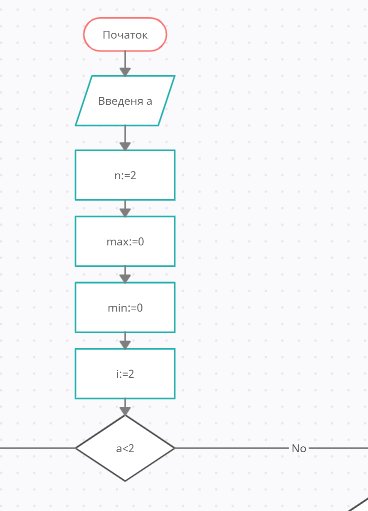 Початок
Введеня a
n:=2
max:=0
min:=0
i:=2
a<2
No